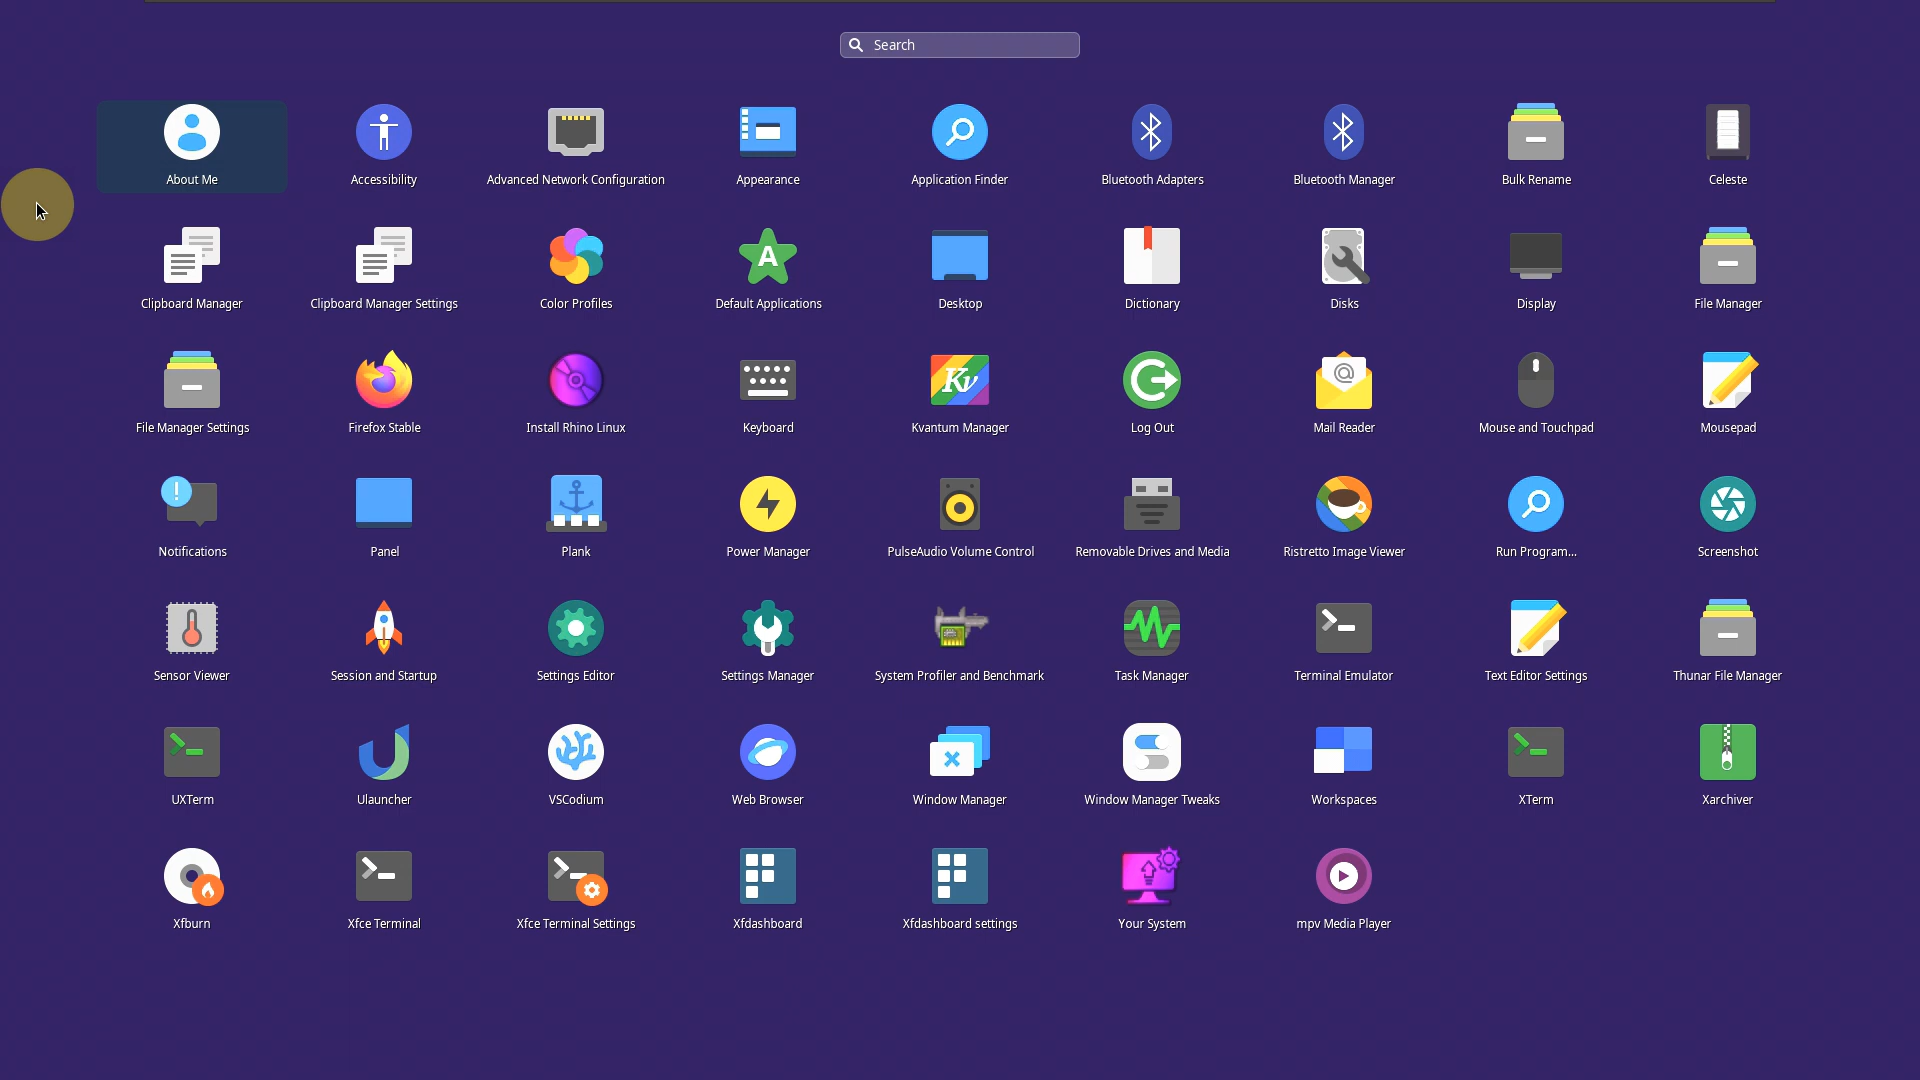 Search
About Me
Accessibility
Advanced Network Configuration
Appearance
Application Finder
Bluetooth Adapters
Bluetooth Manager
Bulk Rename
Celeste
Clipboard Manager
Clipboard Manager Settings
Color Profiles
A
Default Applications
Desktop
Dictionary
Disks
Display
File Manager
File Manager Settings
Firefox Stable
Install Rhino Linux
Keyboard
Kv
Kvantum Manager
Log Out
@
Mail Reader
Mouse and Touchpad
Mousepad
!
Notifications
Panel
Plank
Power Manager
PulseAudio Volume Control
Removable Drives and Media
Ristretto Image Viewer
Run Program...
Screenshot
Sensor Viewer
Session and Startup
Settings Editor
Settings Manager
System Profiler and Benchmark
Task Manager
Terminal Emulator
Text Editor Settings
Thunar File Manager
UXTerm
Ulauncher
VSCodium
Web Browser
Window Manager
Window Manager Tweaks
Workspaces
XTerm
Xarchiver
Xfburn
Xfce Terminal
Xfce Terminal Settings
Xfdashboard
Xfdashboard settings
Your System
mpv Media Player